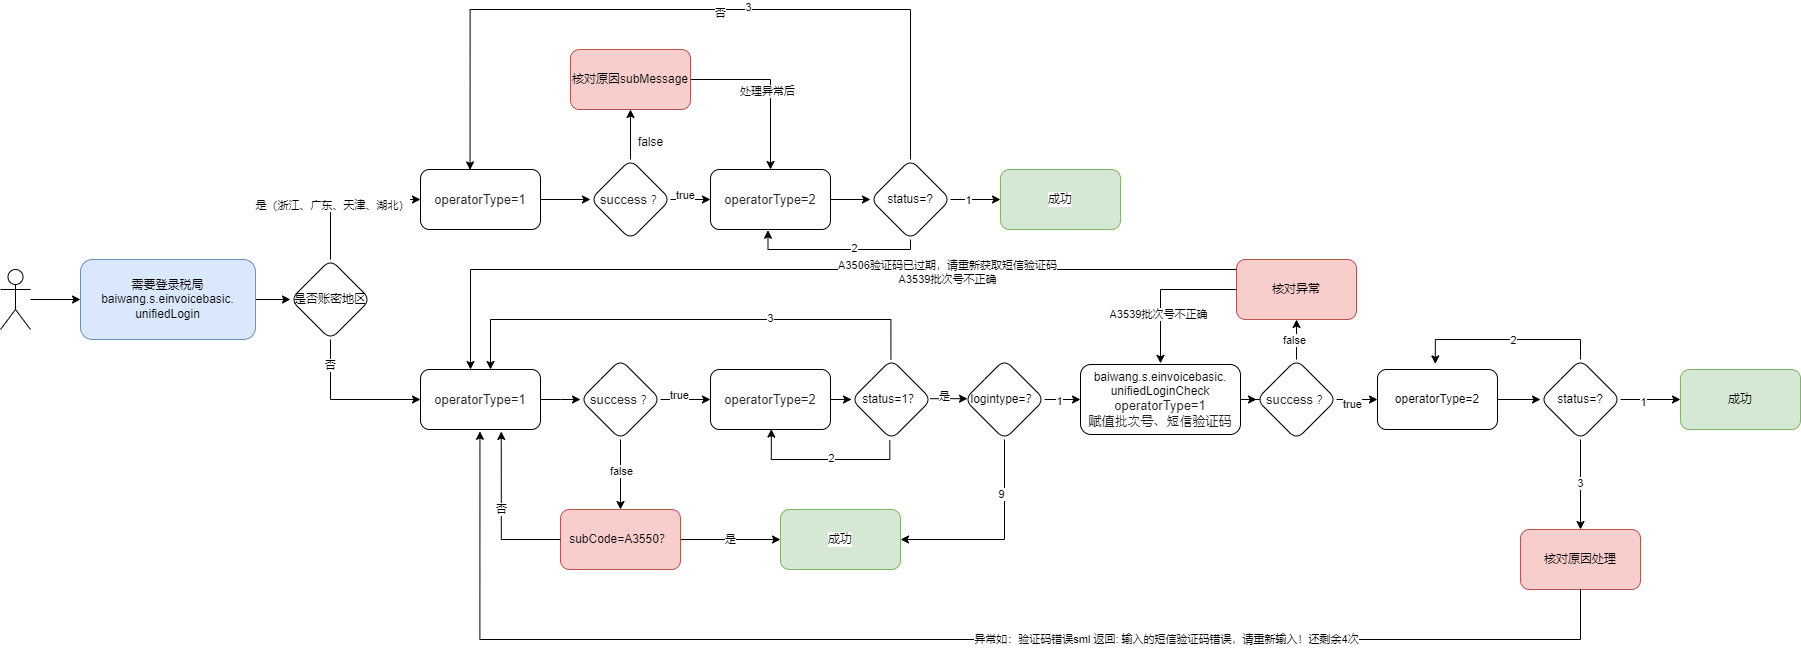 否
3
核对原因subMessage
处理异常后
false
是（浙江、广东、天津、湖北）
operatorType=1
success ?
true
operatorType=2
status=?
1
成功
2
需要登录税局
baiwang.s.einvoicebasic.
unifiedLogin
是否账密地区
否
A3506验证码已过期，请重新获取短信验证码
A3539批次号不正确
核对异常
A3539批次号不正确
3
false
2
operatorType=1
success ?
true
operatorType=2
status=1?
是
logintype=?
1
baiwang.s.einvoicebasic.
unifiedLoginCheck
operatorType=1
赋值批次号、短信验证码
success ?
true
operatorType=2
status=?
1
成功
2
false
9
3
否
subCode=A3550?
是
成功
核对原因处理
异常如：验证码错误sml 返回: 输入的短信验证码错误，请重新输入！还剩余4次